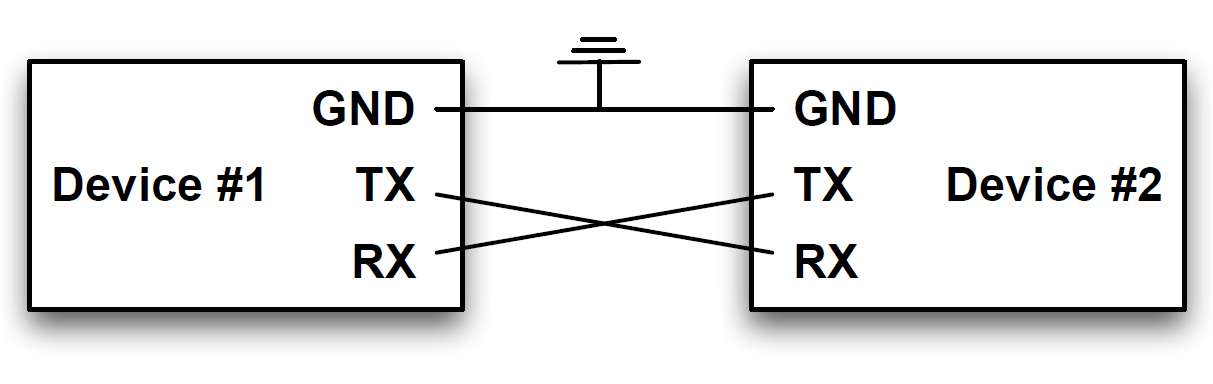 GND
Device #1
TX
RX
GND
TX
Device #2
RX